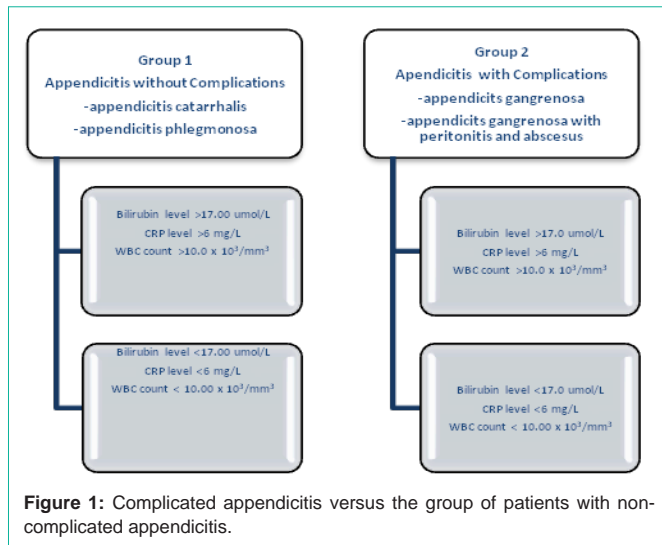 Group 1
Appendicitis without Complications
-appendicitis catarrhalis
-appendicitis phlegmonosa
Bilirubin level >17.00 umol/L
CRP level >6 mg/L
WBC count >10.0 x 10³/mm³
Bilirubin level <17.00 umol/L
CRP level <6 mg/L
WBC count < 10.00 x 10³/mm³
Group 2
Apendicitis with Complications
-appendicits gangrenosa
-appendicits gangrenosa with
peritonitis and abscesus
Bilirubin level >17.0 umol/L
CRP level >6 mg/L
WBC count >10.0 x 10³/mm³
Bilirubin level <17.0 umol/L
CRP level <6 mg/L
WBC count < 10.00 x 10³/mm³
Figure 1: Complicated appendicitis versus the group of patients with non-
complicated appendicitis.